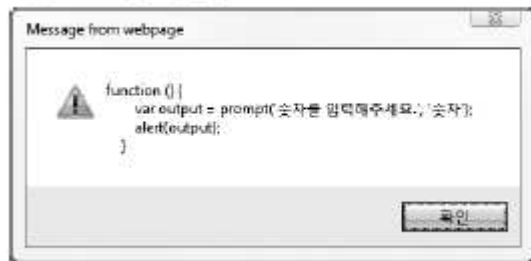 Message from webpage
function () {
var output = prompt('숫자를 입력해주세요.', '숫자');
alert(output);
}
확인